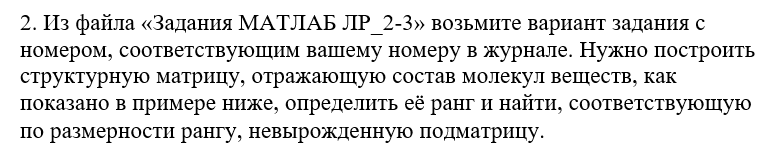 2. Из файла «Задания МАТЛАБ ЛР_2-3» возьмите вариант задания с
номером, соответствующим вашему номеру в журнале. Нужно построить
структурную матрицу, отражающую состав молекул веществ, как
показано в примере ниже, определить её ранг и найти, соответствующую
по размерности рангу, невырожденную подматрицу.